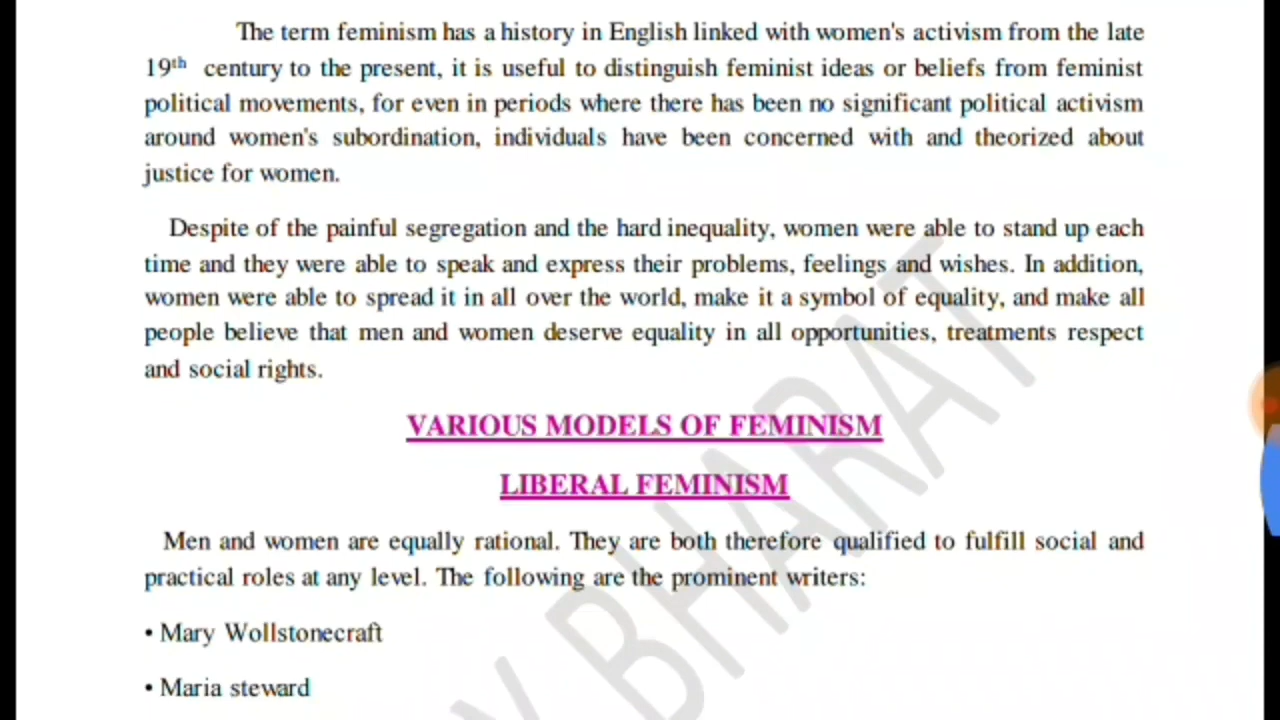 The term feminism has a history in English linked with women's activism from the late
19th century to the present, it is useful to distinguish feminist ideas or beliefs from feminist
political movements, for even in periods where there has been no significant political activism
around women's subordination, individuals have been concerned with and theorized about
justice for women.
Despite of the painful segregation and the hard inequality, women were able to stand up each
time and they were able to speak and express their problems, feelings and wishes. In addition,
women were able to spread it in all over the world, make it a symbol of equality, and make all
people believe that men and women deserve equality in all opportunities, treatments respect
and social rights.
VARIOUS MODELS OF FEMINISM
LIBERAL FEMINISM
Men and women are equally rational. They are both therefore qualified to fulfill social and
practical roles at any level. The following are the prominent writers:
• Mary Wollstonecraft
• Maria steward
Y BHARAT